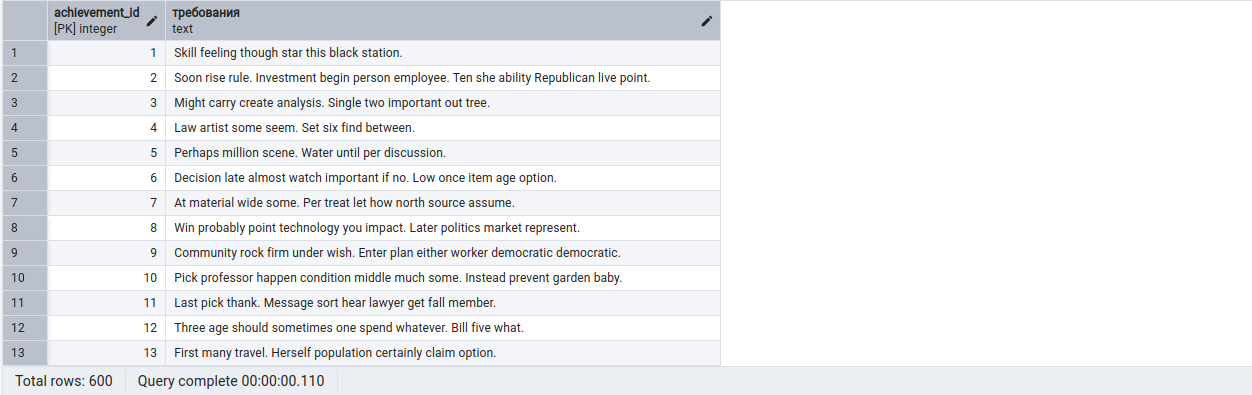 achievement_id требования
[PK] integer text
1 1 Skill feeling though star this black station.
2 2 Soon rise rule. Investment begin person employee. Ten she ability Republican live point.
3 3 Might carry create analysis. Single two important out tree.
4 4 Law artist some seem. Set six find between.
5 5 Perhaps million scene. Water until per discussion.
6 6 Decision late almost watch important if no. Low once item age option.
7 7 At material wide some. Per treat let how north source assume.
8 8 Win probably point technology you impact. Later politics market represent.
9 9 Community rock firm under wish. Enter plan either worker democratic democratic.
10 10 Pick professor happen condition middle much some. Instead prevent garden baby.
11 11 Last pick thank. Message sort hear lawyer get fall member.
12 12 Three age should sometimes one spend whatever. Bill five what.
13 13 First many travel. Herself population certainly claim option.
Total rows: 600 Query complete 00:00:00.110